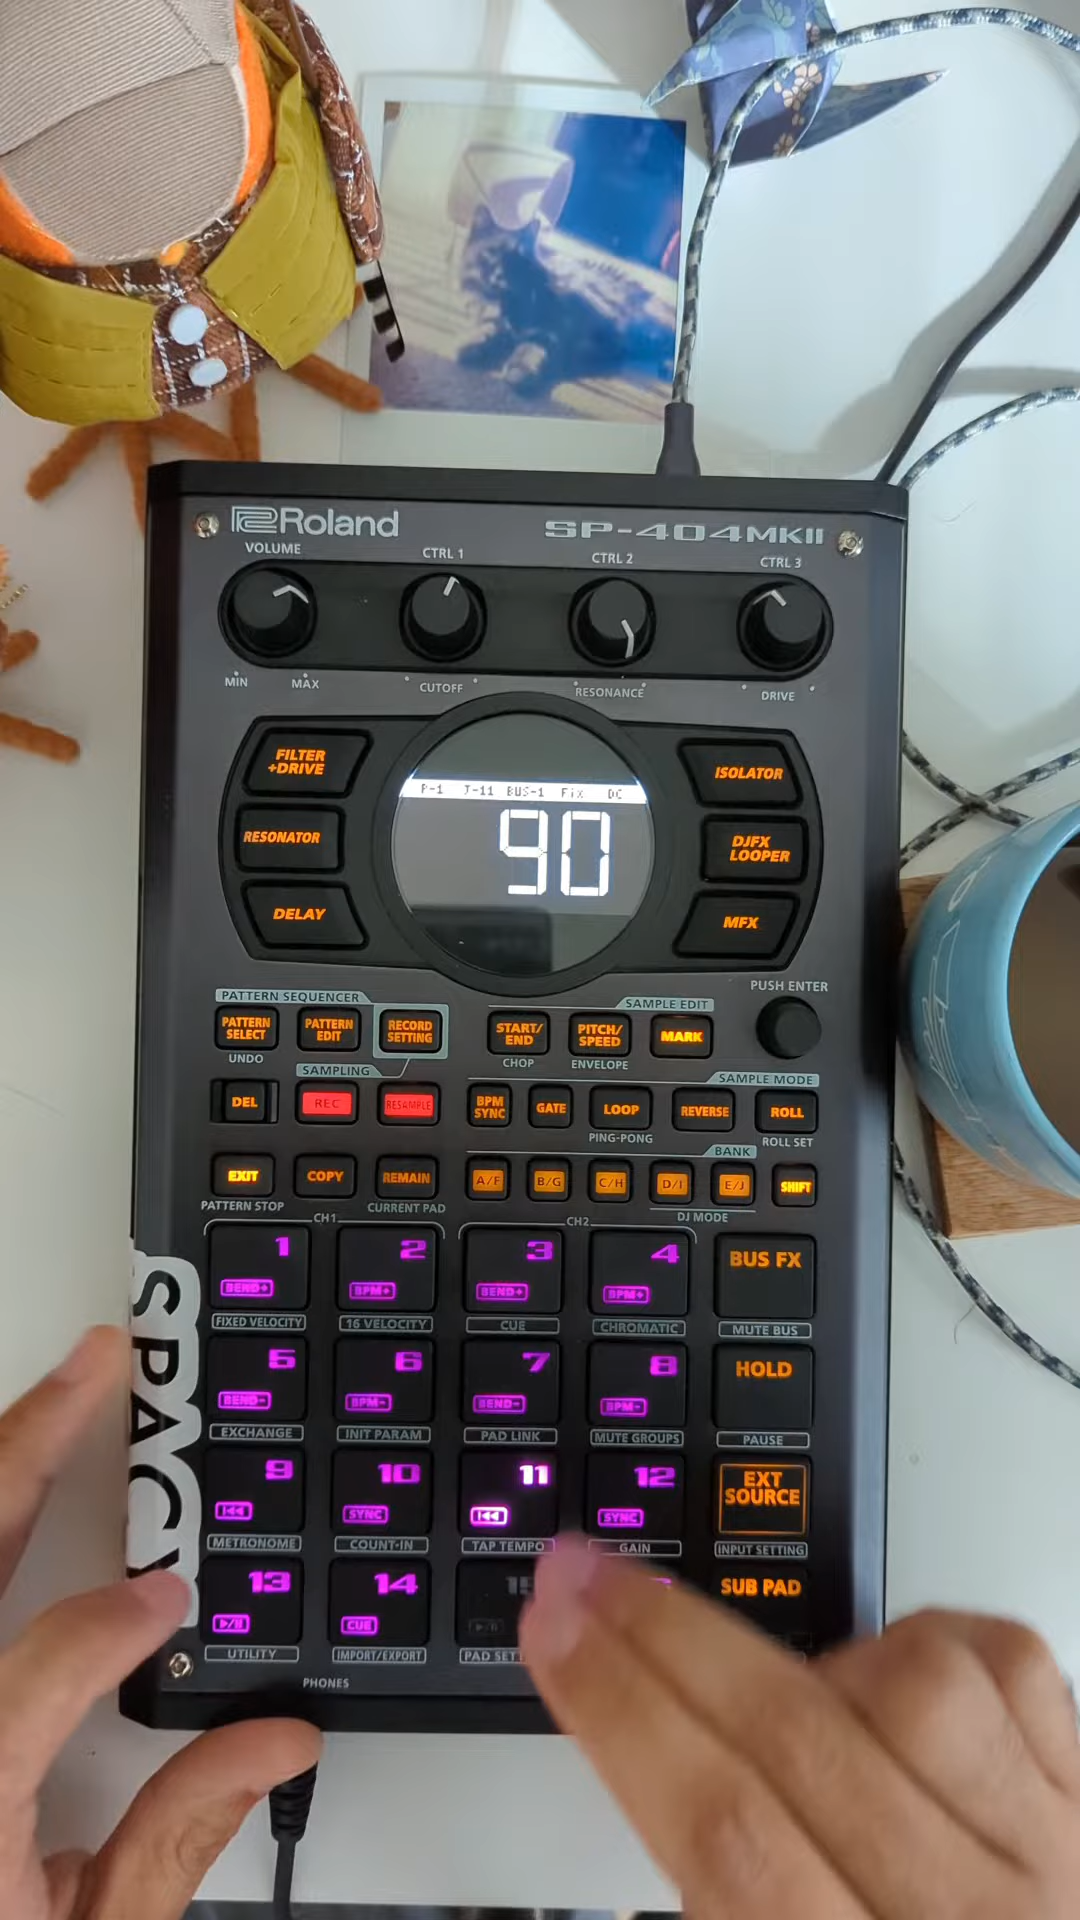 Roland
SP-404MKII
VOLUME
CTRL 1
CTRL 2
CTRL 3
MIN
MAX
CUTOFF
RESONANCE
DRIVE
FILTER
+DRIVE
ISOLATOR
P-1 J-11 BUS-1 Fix DC
90
RESONATOR
DJFX
LOOPER
DELAY
MFX
PUSH ENTER
PATTERN SEQUENCER
SAMPLE EDIT
PATTERN
SELECT
PATTERN
EDIT
RECORD
SETTING
START/
END
PITCH/
SPEED
MARK
UNDO
CHOP
ENVELOPE
SAMPLING
SAMPLE MODE
DEL
REC
RESAMPLE
BPM
SYNC
GATE
LOOP
REVERSE
ROLL
PING-PONG
ROLL SET
BANK
EXIT
COPY
REMAIN
A/F
B/G
C/H
D/I
E/J
SHIFT
PATTERN STOP
CURRENT PAD
DJ MODE
CH1
CH2
1
2
3
4
BUS FX
BEND+
BPM+
BEND+
BPM+
FIXED VELOCITY
16 VELOCITY
CUE
CHROMATIC
MUTE BUS
5
6
7
8
HOLD
BEND-
BPM-
BEND-
BPM-
EXCHANGE
INIT PARAM
PAD LINK
MUTE GROUPS
PAUSE
9
10
11
12
EXT
SOURCE
SYNC
SYNC
METRONOME
COUNT-IN
TAP TEMPO
GAIN
INPUT SETTING
13
14
15
SUB PAD
CUE
UTILITY
IMPORT/EXPORT
PAD
PHONES
SPAC